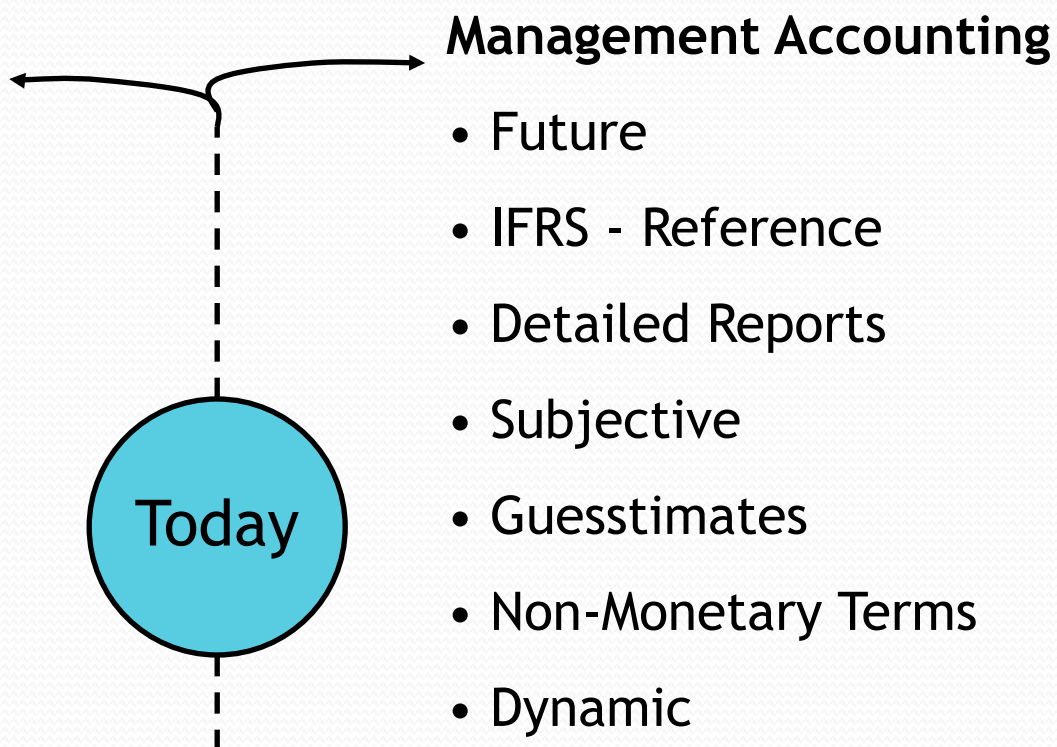 Management Accounting
• Future
• IFRS - Reference
• Detailed Reports
• Subjective
Today
• Guesstimates
• Non-Monetary Terms
• Dynamic